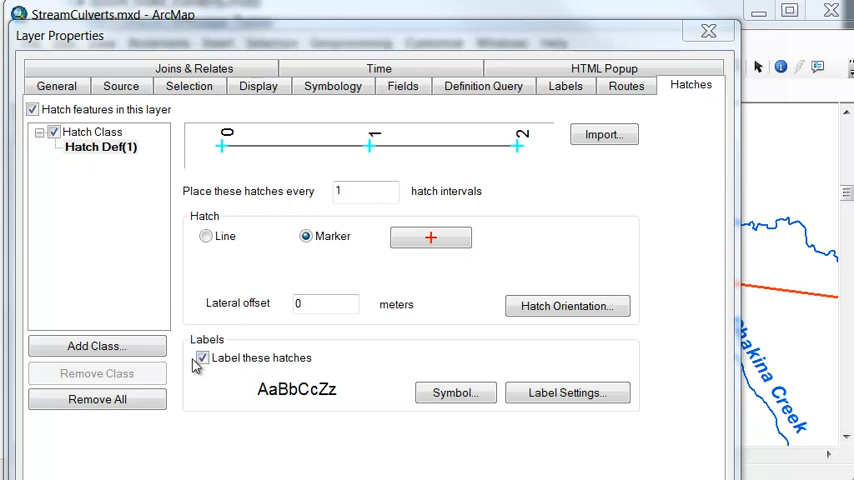 StreamCulverts.mxd - ArcMap
Layer Properties
Joins & Relates Time HTML Popup
General Source Selection Display Symbology Fields Definition Query Labels Routes Hatches
Hatch features in this layer
Hatch Class
Hatch Def(1)
0 1 2
Import...
Place these hatches every 1 hatch intervals
Hatch
Line Marker
Lateral offset 0 meters
Hatch Orientation...
Add Class...
Remove Class
Remove All
Labels
Label these hatches
AaBbCcZz
Symbol...
Label Settings...
Chakina Creek